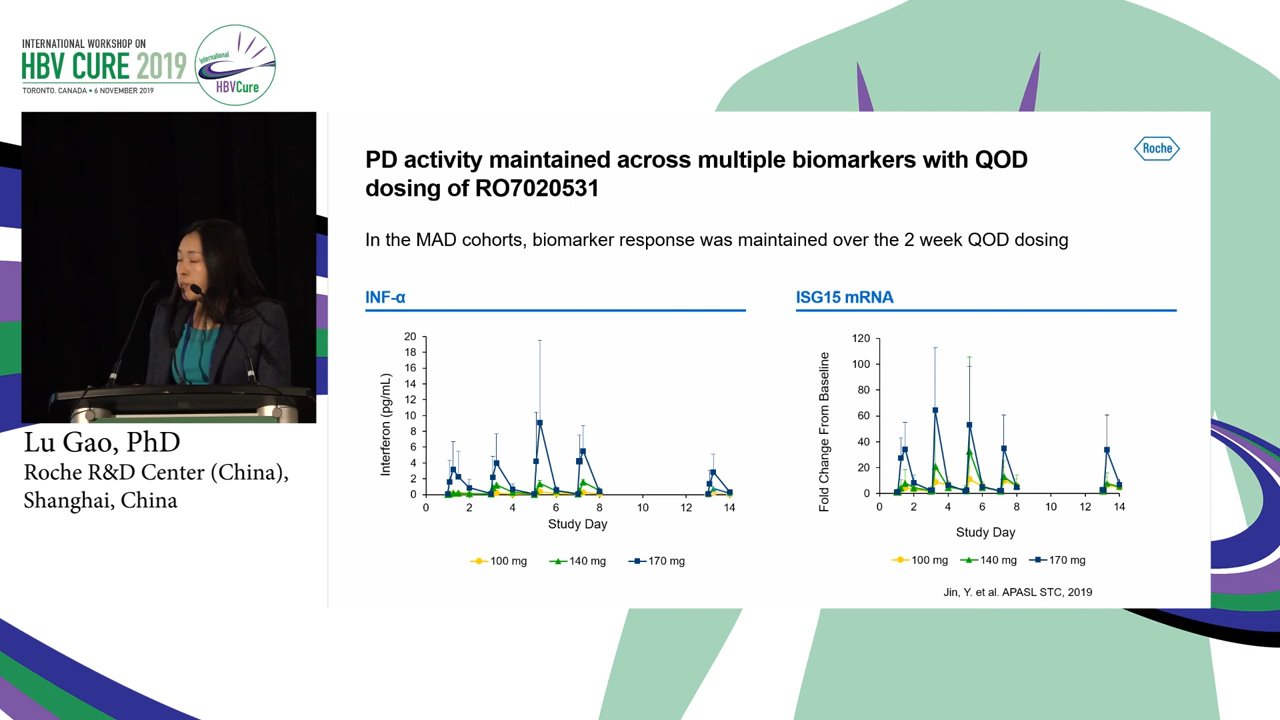 INTERNATIONAL WORKSHOP ON
HBV CURE 2019
TORONTO, CANADA • 6 NOVEMBER 2019
International
HBVCure
Lu Gao, PhD
Roche R&D Center (China),
Shanghai, China
PD activity maintained across multiple biomarkers with QOD
dosing of RO7020531
Roche
In the MAD cohorts, biomarker response was maintained over the 2 week QOD dosing
INF-α
Interferon (pg/mL)
20
18
16
14
12
10
8
6
4
2
0
0 2 4 6 8 10 12 14
Study Day
100 mg 140 mg 170 mg
ISG15 mRNA
Fold Change From Baseline
120
100
80
60
40
20
0
0 2 4 6 8 10 12 14
Study Day
100 mg 140 mg 170 mg
Jin, Y. et al. APASL STC, 2019